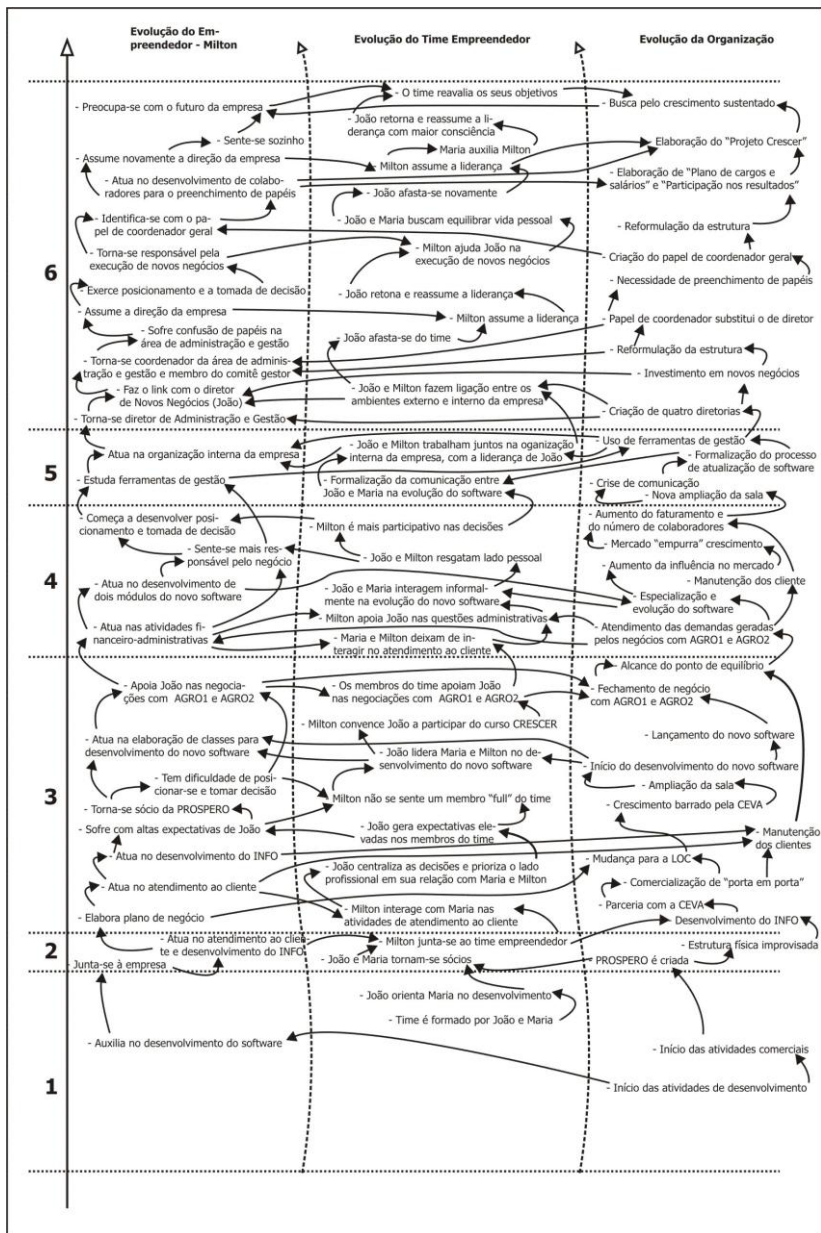 Evolução do Em-
preendedor - Milton
Evolução do Time Empreendedor
Evolução da Organização
6
- Preocupa-se com o futuro da empresa
- Sente-se sozinho
- Assume novamente a direção da empresa
- Atua no desenvolvimento de colabo-
radores para o preenchimento de papéis
- Identifica-se com o pa-
pel de coordenador geral
- Torna-se responsável pela
execução de novos negócios
- Exerce posicionamento e a tomada de decisão
- Assume a direção da empresa
- Sofre confusão de papéis na
área de administração e gestão
- Torna-se coordenador da área de adminis-
tração e gestão e membro do comitê gestor
- Faz o link com o diretor
de Novos Negócios (João)
- Torna-se diretor de Administração e Gestão
- O time reavalia os seus objetivos
- João retorna e reassume a li-
derança com maior consciência
Maria auxilia Milton
Milton assume a liderança
- João afasta-se novamente
- João e Maria buscam equilibrar vida pessoal
- Milton ajuda João na
execução de novos negócios
- João retona e reassume a liderança
- Milton assume a liderança
- João afasta-se do time
- João e Milton fazem ligação entre os
ambientes externo e interno da empresa
- Busca pelo crescimento sustentado
Elaboração do “Projeto Crescer”
- Elaboração de “Plano de cargos e
salários” e “Participação nos resultados”
- Reformulação da estrutura
- Criação do papel de coordenador geral
- Necessidade de preenchimento de papéis
- Papel de coordenador substitui o de diretor
- Reformulação da estrutura
- Investimento em novos negócios
- Criação de quatro diretorias
5
Atua na organização interna da empresa
- Estuda ferramentas de gestão
- João e Milton trabalham juntos na oganização
interna da empresa, com a liderança de João
- Formalização da comunicação entre
João e Maria na evolução do software
Uso de ferramentas de gestão
- Formalização do processo
de atualização de software
- Crise de comunicação
- Nova ampliação da sala
4
- Começa a desenvolver posi-
cionamento e tomada de decisão
- Sente-se mais res-
ponsável pelo negócio
- Atua no desenvolvimento de
dois módulos do novo software
- Atua nas atividades fi-
nanceiro-administrativas
- Milton é mais participativo nas decisões
- João e Milton resgatam lado pessoal
- João e Maria interagem informal-
mente na evolução do novo software
- Milton apoia João nas questões administrativas
- Maria e Milton deixam de in-
teragir no atendimento ao cliente
- Aumento do faturamento e
do número de colaboradores
- Mercado “empurra” crescimento
- Aumento da influência no mercado
- Manutenção dos cliente
- Especialização e
evolução do software
- Atendimento das demandas geradas
pelos negócios com AGRO1 e AGRO2
3
- Apoia João nas negocia-
ções com AGRO1 e AGRO2
- Atua na elaboração de classes para
desenvolvimento do novo software
- Tem dificuldade de posi-
cionar-se e tomar decisão
- Torna-se sócio da PROSPERO
- Sofre com altas expectativas de João
- Atua no desenvolvimento do INFO
- Atua no atendimento ao cliente
- Elabora plano de negócio
- Os membros do time apoiam João
nas negociações com AGRO1 e AGRO2
- Milton convence João a participar do curso CRESCER
- João lidera Maria e Milton no de-
senvolvimento do novo software
Milton não se sente um membro “full” do time
- João gera expectativas ele-
vadas nos membros do time
- João centraliza as decisões e prioriza o lado
profissional em sua relação com Maria e Milton
- Milton interage com Maria nas
atividades de atendimento ao cliente
- Alcance do ponto de equilíbrio
- Fechamento de negócio
com AGRO1 e AGRO2
- Lançamento do novo software
- Início do desenvolvimento do novo software
- Ampliação da sala
- Crescimento barrado pela CEVA
- Manutenção
dos clientes
- Mudança para a LOC
- Comercialização de “porta em porta”
- Parceria com a CEVA
Desenvolvimento do INFO
2
- Atua no atendimento ao clien-
te e desenvolvimento do INFO
- Junta-se à empresa
- Milton junta-se ao time empreendedor
- João e Maria tornam-se sócios
- Estrutura física improvisada
PROSPERO é criada
1
- Auxilia no desenvolvimento do software
- João orienta Maria no desenvolvimento
- Time é formado por João e Maria
- Início das atividades comerciais
- Início das atividades de desenvolvimento